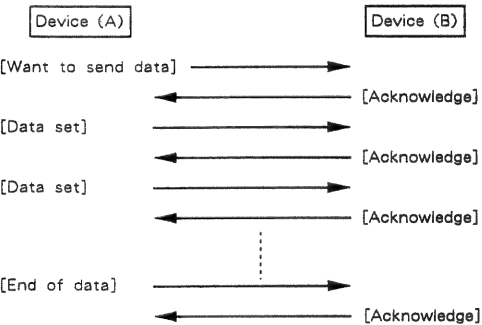 Device (A) Device (B)
[Want to send data]
[Acknowledge]
[Data set]
[Acknowledge]
[Data set]
[Acknowledge]
[End of data]
[Acknowledge]